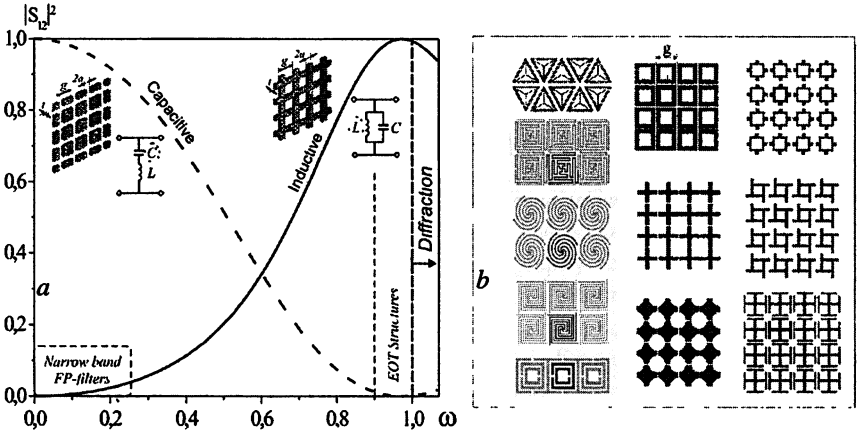 |S₁₂|²
1,0
0,8
0,6
0,4
0,2
0,0
0,0
0,2
0,4
0,6
0,8
1,0
ω
a
g
2a
t
Capacitive
C
L
g
2a
t
Inductive
L
C
Diffraction
EOT Structures
Narrow band
FP-filters
b
g